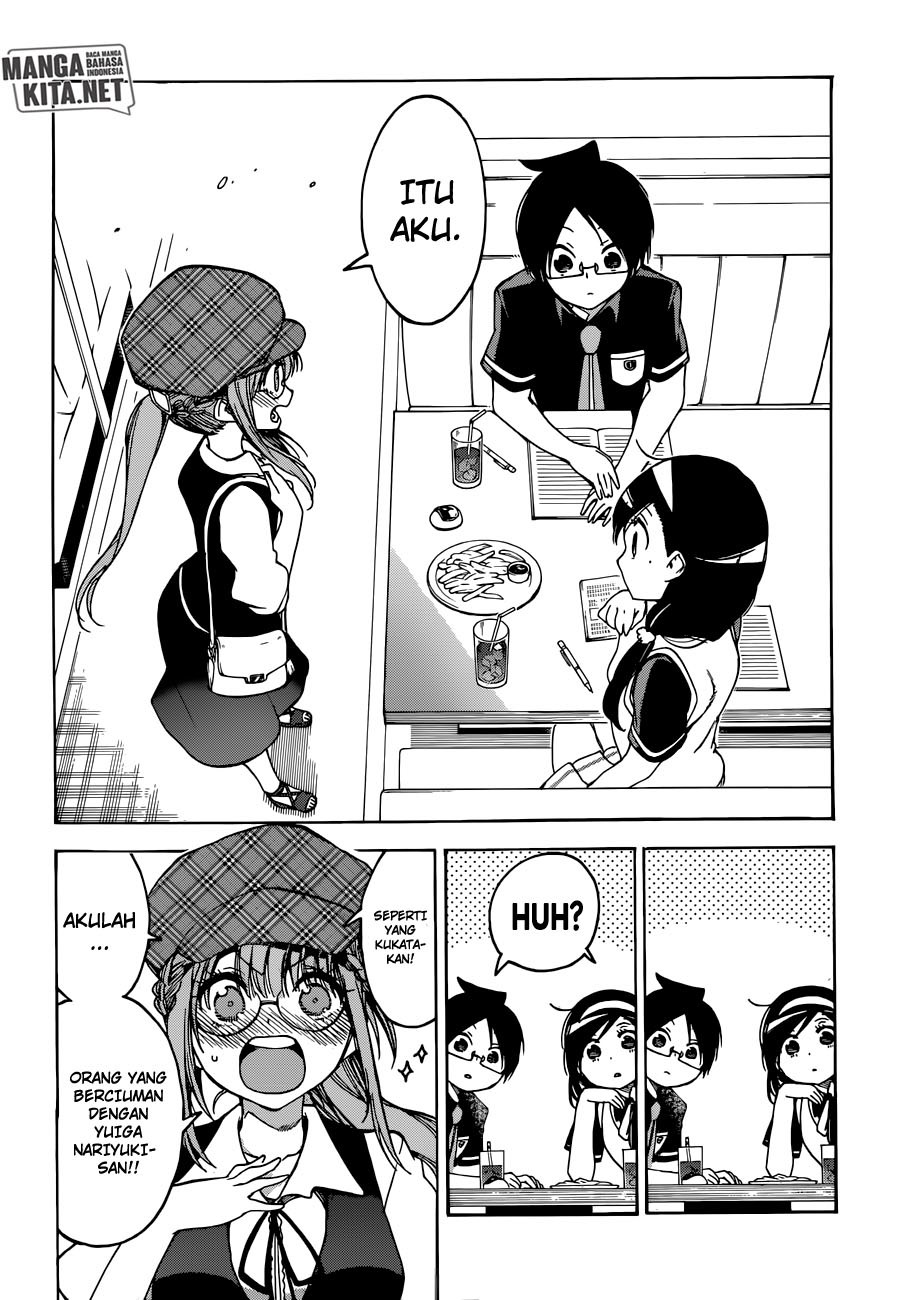 MANGA
KITA.NET
BACA MANGA
BAHASA
INDONESIA
ITU
AKU.
HUH?
SEPERTI
YANG
KUKATA-
KAN!
AKULAH
...
ORANG YANG
BERCIUMAN
DENGAN
YUIGA
NARIYUKI-
SAN!!